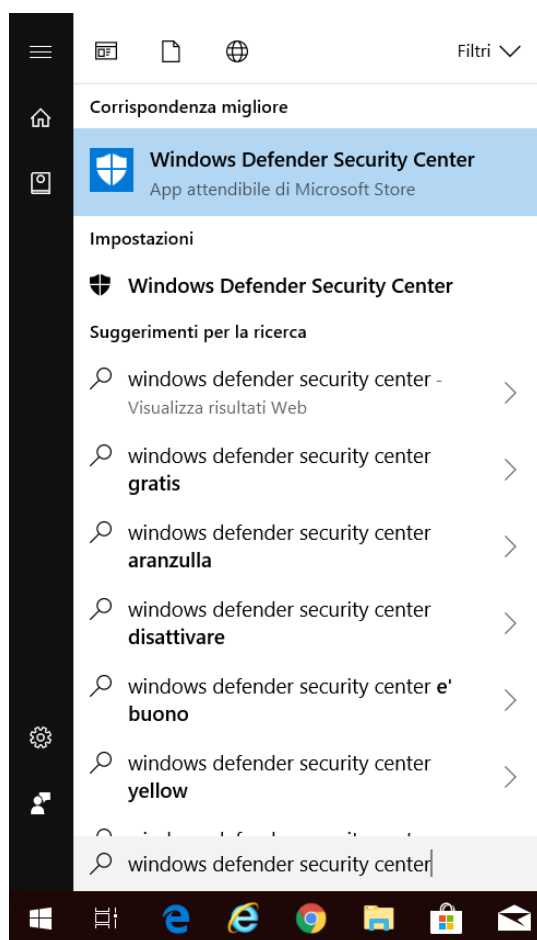 Filtri
Corrispondenza migliore
Windows Defender Security Center
App attendibile di Microsoft Store
Impostazioni
Windows Defender Security Center
Suggerimenti per la ricerca
windows defender security center -
Visualizza risultati Web
windows defender security center
gratis
windows defender security center
aranzulla
windows defender security center
disattivare
windows defender security center e'
buono
windows defender security center
yellow
windows defender security center